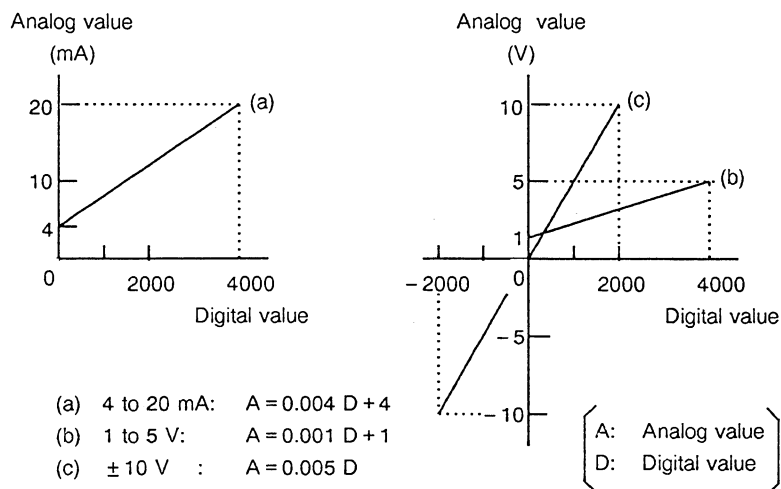 Analog value
(mA)
20
10
4
0
2000
4000
Digital value
(a)
Analog value
(V)
10
5
1
0
−2000
2000
4000
−5
−10
Digital value
(c)
(b)
(a) 4 to 20 mA: A = 0.004 D + 4
(b) 1 to 5 V: A = 0.001 D + 1
(c) ±10 V : A = 0.005 D
A: Analog value
D: Digital value